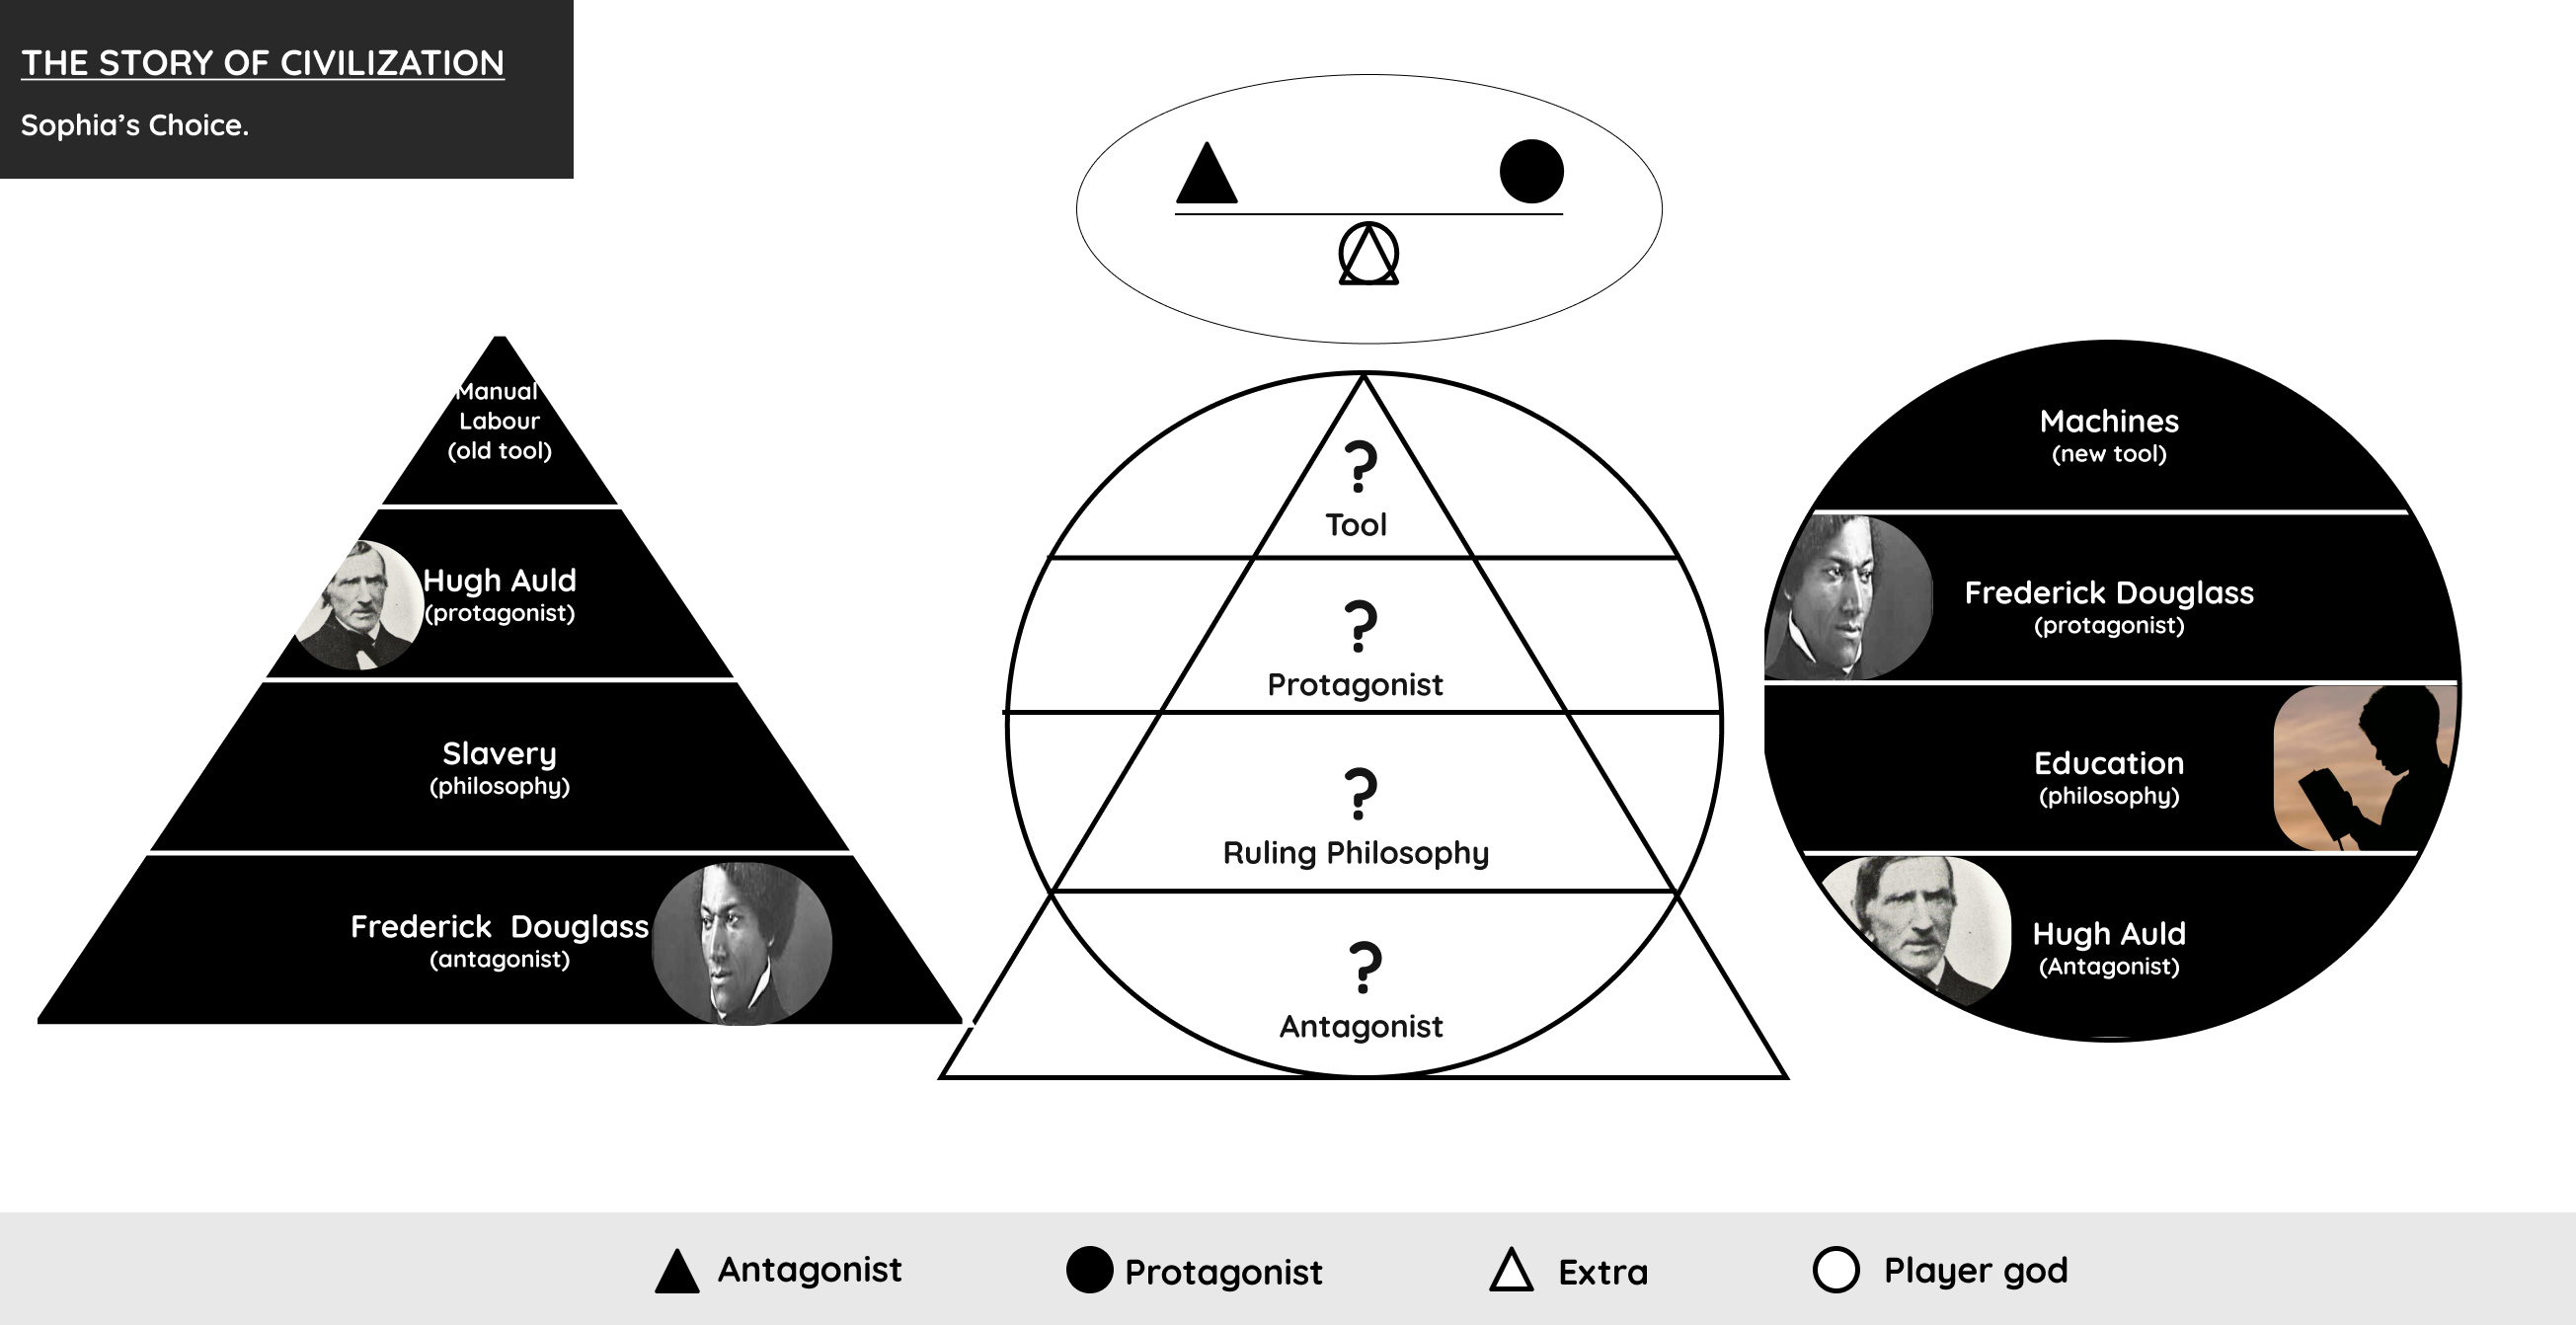 THE STORY OF CIVILIZATION
Sophia's Choice.
Manual
Labour
(old tool)
Hugh Auld
(protagonist)
Slavery
(philosophy)
Frederick  Douglass
(antagonist)
?
Tool
?
Protagonist
?
Ruling Philosophy
?
Antagonist
Machines
(new tool)
Frederick Douglass
(protagonist)
Education
(philosophy)
Hugh Auld
(Antagonist)
Antagonist
Protagonist
Extra
Player god